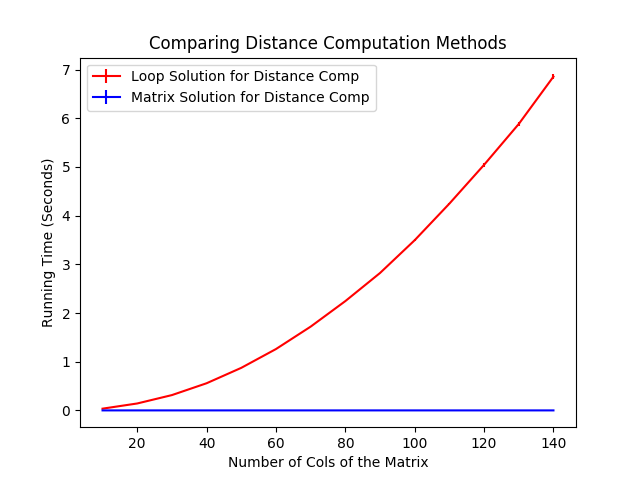 Comparing Distance Computation Methods
Loop Solution for Distance Comp
Matrix Solution for Distance Comp
Running Time (Seconds)
7
6
5
4
3
2
1
0
20 40 60 80 100 120 140
Number of Cols of the Matrix